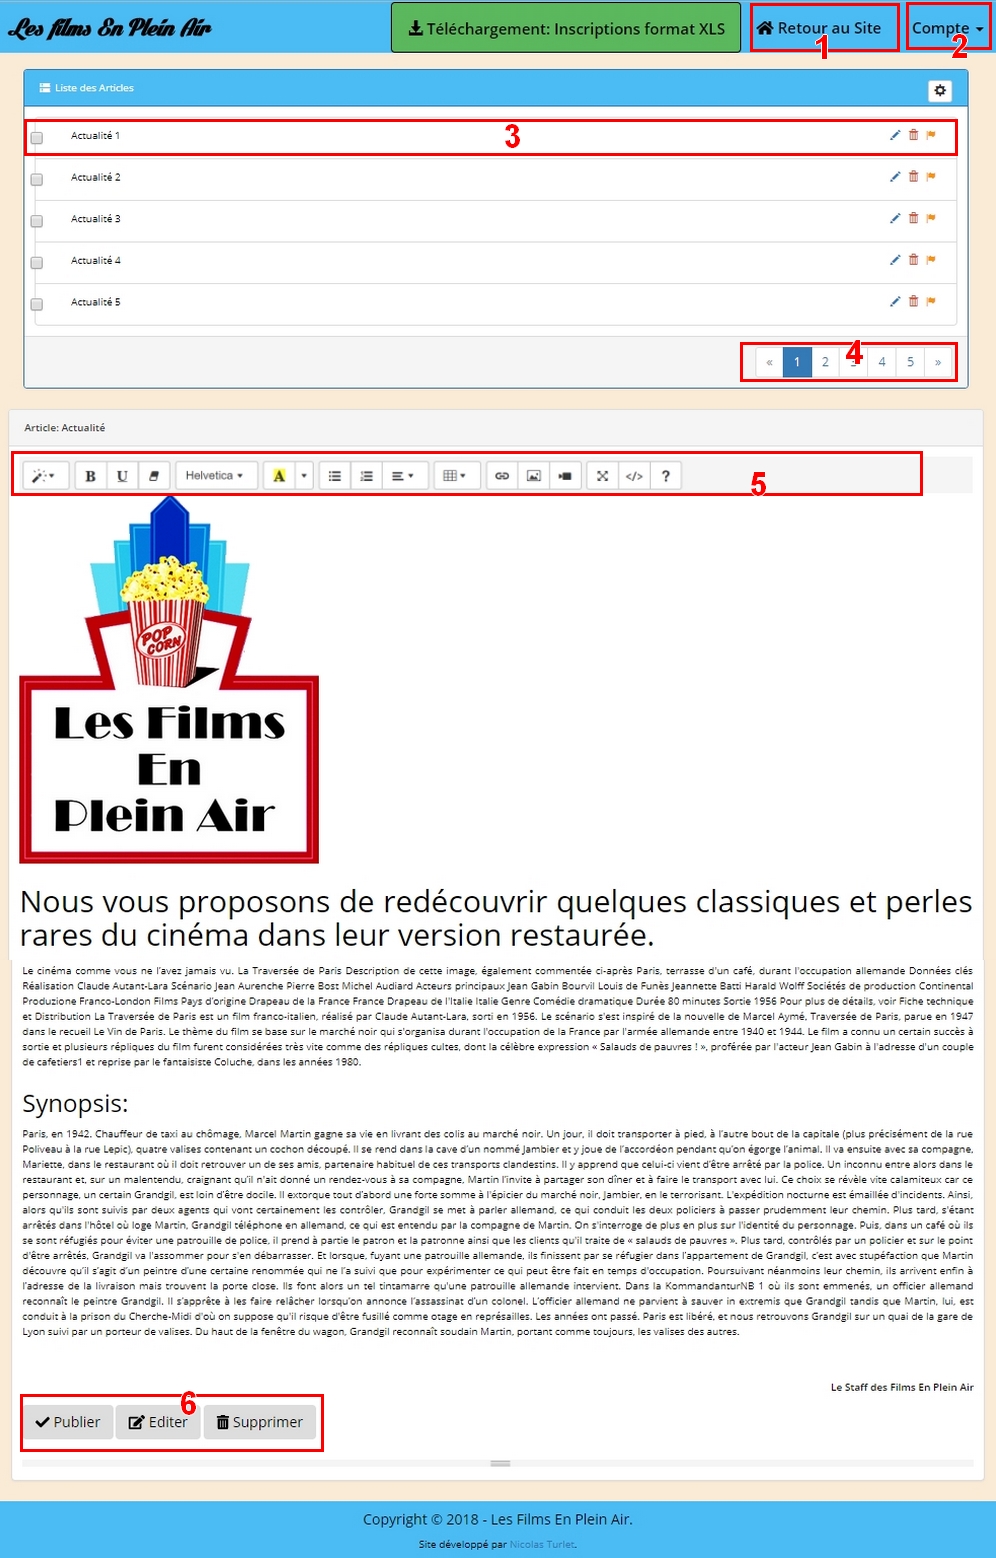 Les films En Plein Air
Téléchargement: Inscriptions format XLS
Retour au Site
1
Compte
2
Liste des Articles
Actualité 1
3
Actualité 2
Actualité 3
Actualité 4
Actualité 5
« 1 2 3 4 5 »
4
Article: Actualité
B U Helvetica A </> ?
5
POP
CORN
Les Films
En
Plein Air
Nous vous proposons de redécouvrir quelques classiques et perles
rares du cinéma dans leur version restaurée.
Le cinéma comme vous ne l'avez jamais vu. La Traversée de Paris Description de cette image, également commentée ci-après Paris, terrasse d'un café, durant l'occupation allemande Données clés
Réalisation Claude Autant-Lara Scénario Jean Aurenche Pierre Bost Michel Audiard Acteurs principaux Jean Gabin Bourvil Louis de Funès Jeannette Batti Harald Wolff Sociétés de production Continental
Produzione Franco-London Films Pays d'origine Drapeau de la France France Drapeau de l'Italie Italie Genre Comédie dramatique Durée 80 minutes Sortie 1956 Pour plus de détails, voir Fiche technique
et Distribution La Traversée de Paris est un film franco-italien, réalisé par Claude Autant-Lara, sorti en 1956. Le scénario s'est inspiré de la nouvelle de Marcel Aymé, Traversée de Paris, parue en 1947
dans le recueil Le Vin de Paris. Le thème du film se base sur le marché noir qui s'organisa durant l'occupation de la France par l'armée allemande entre 1940 et 1944. Le film a connu un certain succès à
sortie et plusieurs répliques du film furent considérées très vite comme des répliques cultes, dont la célèbre expression « Salauds de pauvres ! », proférée par l'acteur Jean Gabin à l'adresse d'un couple
de cafetiers1 et reprise par le fantaisiste Coluche, dans les années 1980.
Synopsis:
Paris, en 1942. Chauffeur de taxi au chômage, Marcel Martin gagne sa vie en livrant des colis au marché noir. Un jour, il doit transporter à pied, à l'autre bout de la capitale (plus précisément de la rue
Poliveau à la rue Lepic), quatre valises contenant un cochon découpé. Il se rend dans la cave d'un nommé Jambier et y joue de l'accordéon pendant qu'on égorge l'animal. Il va ensuite avec sa compagne,
Mariette, dans le restaurant où il doit retrouver un de ses amis, partenaire habituel de ces transports clandestins. Il y apprend que celui-ci vient d'être arrêté par la police. Un inconnu entre alors dans le
restaurant et, sur un malentendu, craignant qu'il n'ait donné un rendez-vous à sa compagne, Martin l'invite à partager son dîner et à faire le transport avec lui. Ce choix se révèle vite calamiteux car ce
personnage, un certain Grandgil, est loin d'être docile. Il extorque tout d'abord une forte somme à l'épicier du marché noir, Jambier, en le terrorisant. L'expédition nocturne est émaillée d'incidents. Ainsi,
alors qu'ils sont suivis par deux agents qui vont certainement les contrôler, Grandgil se met à parler allemand, ce qui conduit les deux policiers à passer prudemment leur chemin. Plus tard, s'étant
arrêtés dans l'hôtel où loge Martin, Grandgil téléphone en allemand, ce qui est entendu par la compagne de Martin. On s'interroge de plus en plus sur l'identité du personnage. Puis, dans un café où ils
se sont réfugiés pour éviter une patrouille de police, il prend à partie le patron et la patronne ainsi que les clients qu'il traite de « salauds de pauvres ». Plus tard, contrôlés par un policier et sur le point
d'être arrêtés, Grandgil va l'assommer pour s'en débarrasser. Et lorsque, fuyant une patrouille allemande, ils finissent par se réfugier dans l'appartement de Grandgil, c'est avec stupéfaction que Martin
découvre qu'il s'agit d'un peintre d'une certaine renommée qui ne l'a suivi que pour expérimenter ce qui peut être fait en temps d'occupation. Poursuivant néanmoins leur chemin, ils arrivent enfin à
l'adresse de la livraison mais trouvent la porte close. Ils font alors un tel tintamarre qu'une patrouille allemande intervient. Dans la KommandanturNB 1 où ils sont emmenés, un officier allemand
reconnaît le peintre Grandgil. Il s'apprête à les faire relâcher lorsqu'on annonce l'assassinat d'un colonel. L'officier allemand ne parvient à sauver in extremis que Grandgil tandis que Martin, lui, est
conduit à la prison du Cherche-Midi d'où on suppose qu'il risque d'être fusillé comme otage en représailles. Les années ont passé. Paris est libéré, et nous retrouvons Grandgil sur un quai de la gare de
Lyon suivi par un porteur de valises. Du haut de la fenêtre du wagon, Grandgil reconnaît soudain Martin, portant comme toujours, les valises des autres.
Le Staff des Films En Plein Air
6
Publier Editer Supprimer
Copyright © 2018 - Les Films En Plein Air.
Site développé par Nicolas Turlet.